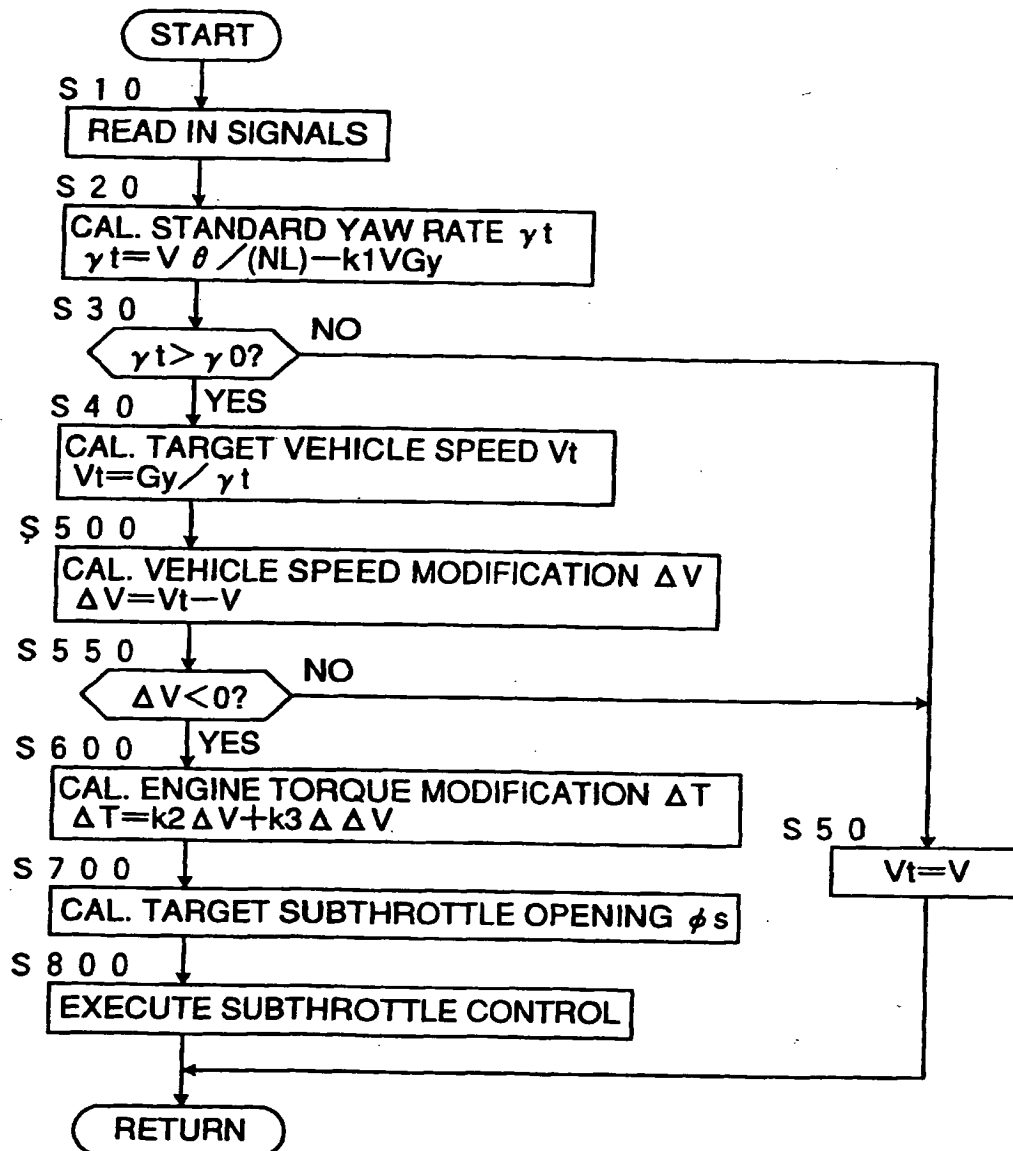 START
S 1 0
READ IN SIGNALS
S 2 0
CAL. STANDARD YAW RATE γt
γt=Vθ/(NL)−k1VGy
S 3 0
γt>γ0?
NO
YES
S 4 0
CAL. TARGET VEHICLE SPEED Vt
Vt=Gy/γt
S 5 0 0
CAL. VEHICLE SPEED MODIFICATION ΔV
ΔV=Vt−V
S 5 5 0
ΔV<0?
NO
YES
S 6 0 0
CAL. ENGINE TORQUE MODIFICATION ΔT
ΔT=k2ΔV+k3ΔΔV
S 5 0
Vt=V
S 7 0 0
CAL. TARGET SUBTHROTTLE OPENING φs
S 8 0 0
EXECUTE SUBTHROTTLE CONTROL
RETURN